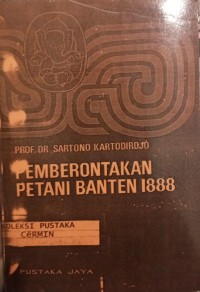 PROF. DR. SARTONO KARTODIRDJO
PEMBERONTAKAN
PETANI BANTEN 1888
KOLEKSI PUSTAKA
CERMIN
PUSTAKA JAYA